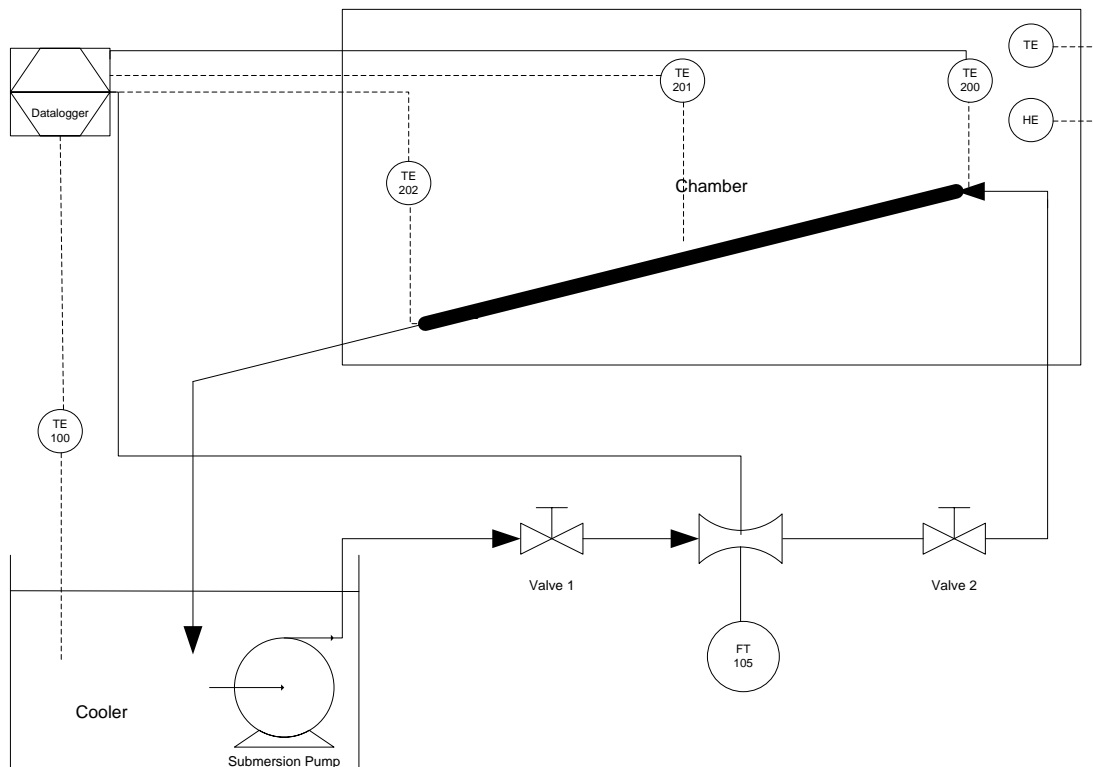 TE
TE
201
TE
200
HE
Datalogger
TE
202
Chamber
TE
100
Valve 1
Valve 2
FT
105
Cooler
Submersion Pump